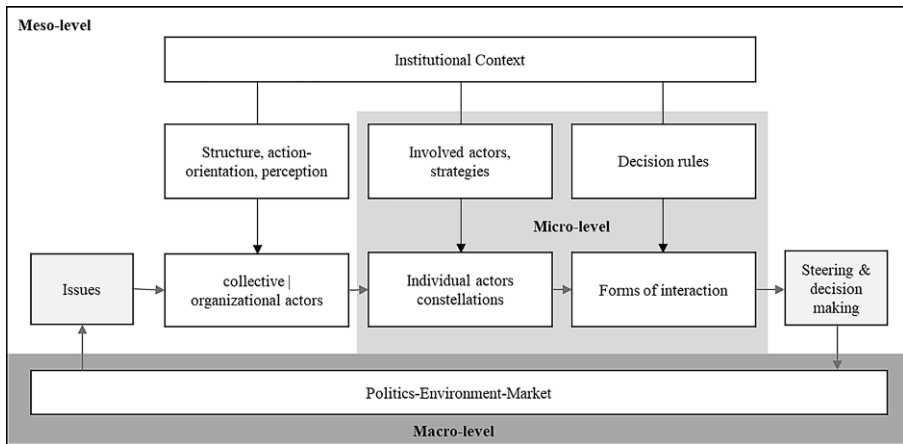 Meso-level
Institutional Context
Structure, action-
orientation, perception
Involved actors,
strategies
Decision rules
Micro-level
Issues
collective |
organizational actors
Individual actors
constellations
Forms of interaction
Steering &
decision
making
Politics-Environment-Market
Macro-level